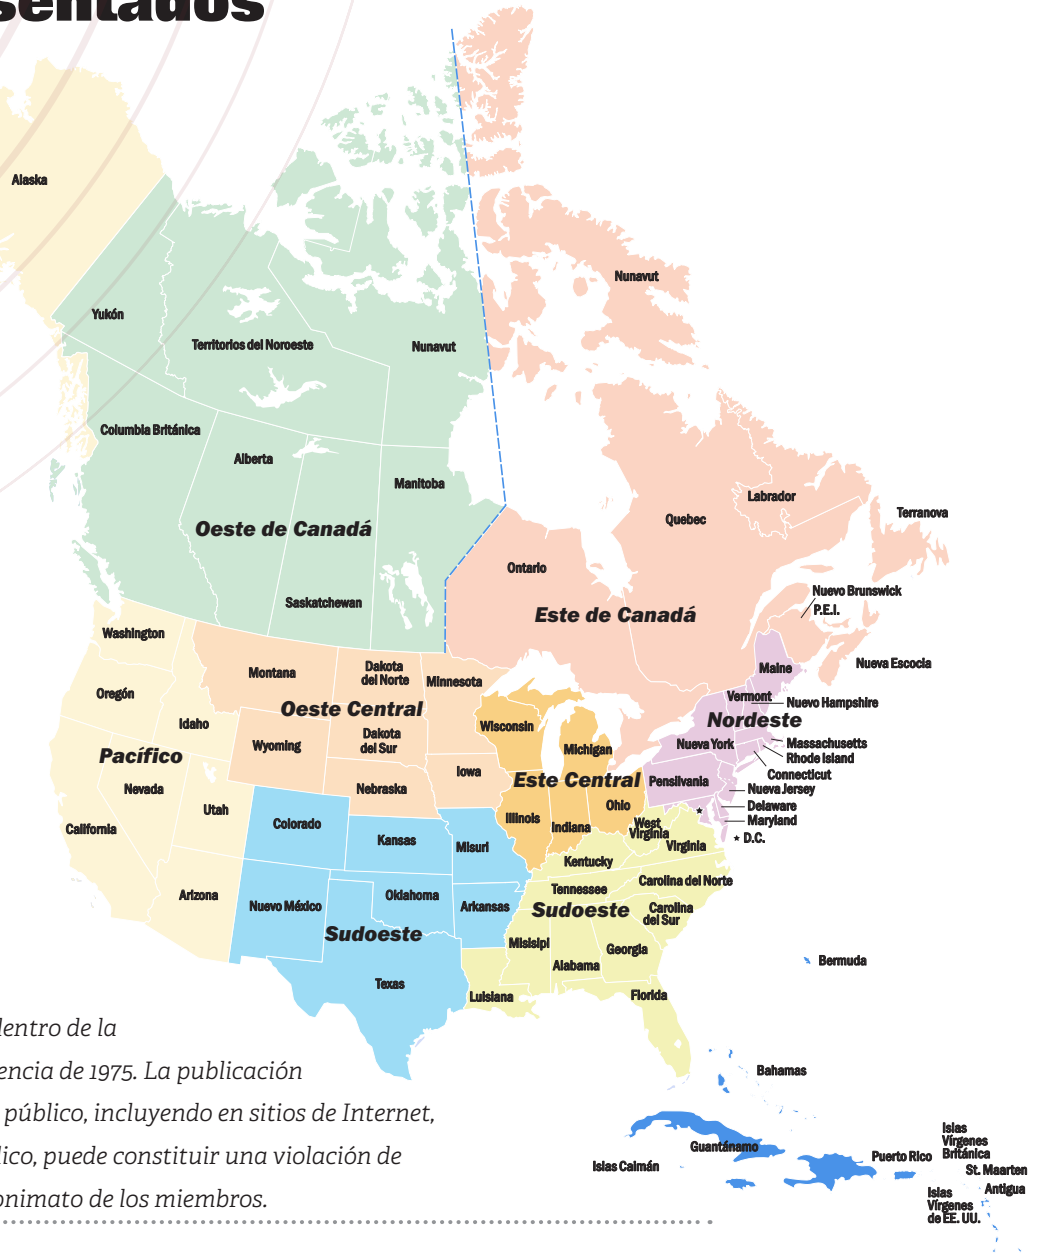 sentados
Alaska
Yukón
Territorios del Noroeste
Nunavut
Nunavut
Columbia Británica
Alberta
Manitoba
Oeste de Canadá
Saskatchewan
Quebec
Labrador
Terranova
Ontario
Este de Canadá
Nuevo Brunswick
P.E.I.
Nueva Escocia
Washington
Oregón
Idaho
Pacífico
Nevada
Utah
California
Arizona
Montana
Dakota
del Norte
Minnesota
Oeste Central
Wyoming
Dakota
del Sur
Iowa
Nebraska
Wisconsin
Michigan
Este Central
Illinois
Indiana
Ohio
Maine
Vermont
Nuevo Hampshire
Nordeste
Nueva York
Massachusetts
Rhode Island
Connecticut
Pensilvania
Nueva Jersey
Delaware
Maryland
★
★ D.C.
Colorado
Kansas
Misuri
Nuevo México
Oklahoma
Arkansas
Sudoeste
Texas
West
Virginia
Virginia
Kentucky
Tennessee
Carolina del Norte
Sudoeste
Carolina
del Sur
Misisipi
Alabama
Georgia
Luisiana
Florida
Bermuda
Bahamas
Guantánamo
Islas Caimán
Puerto Rico
Islas
Vírgenes
Británica
St. Maarten
Antigua
Islas
Vírgenes
de EE. UU.
dentro de la
encia de 1975. La publicación
público, incluyendo en sitios de Internet,
lico, puede constituir una violación de
onimato de los miembros.